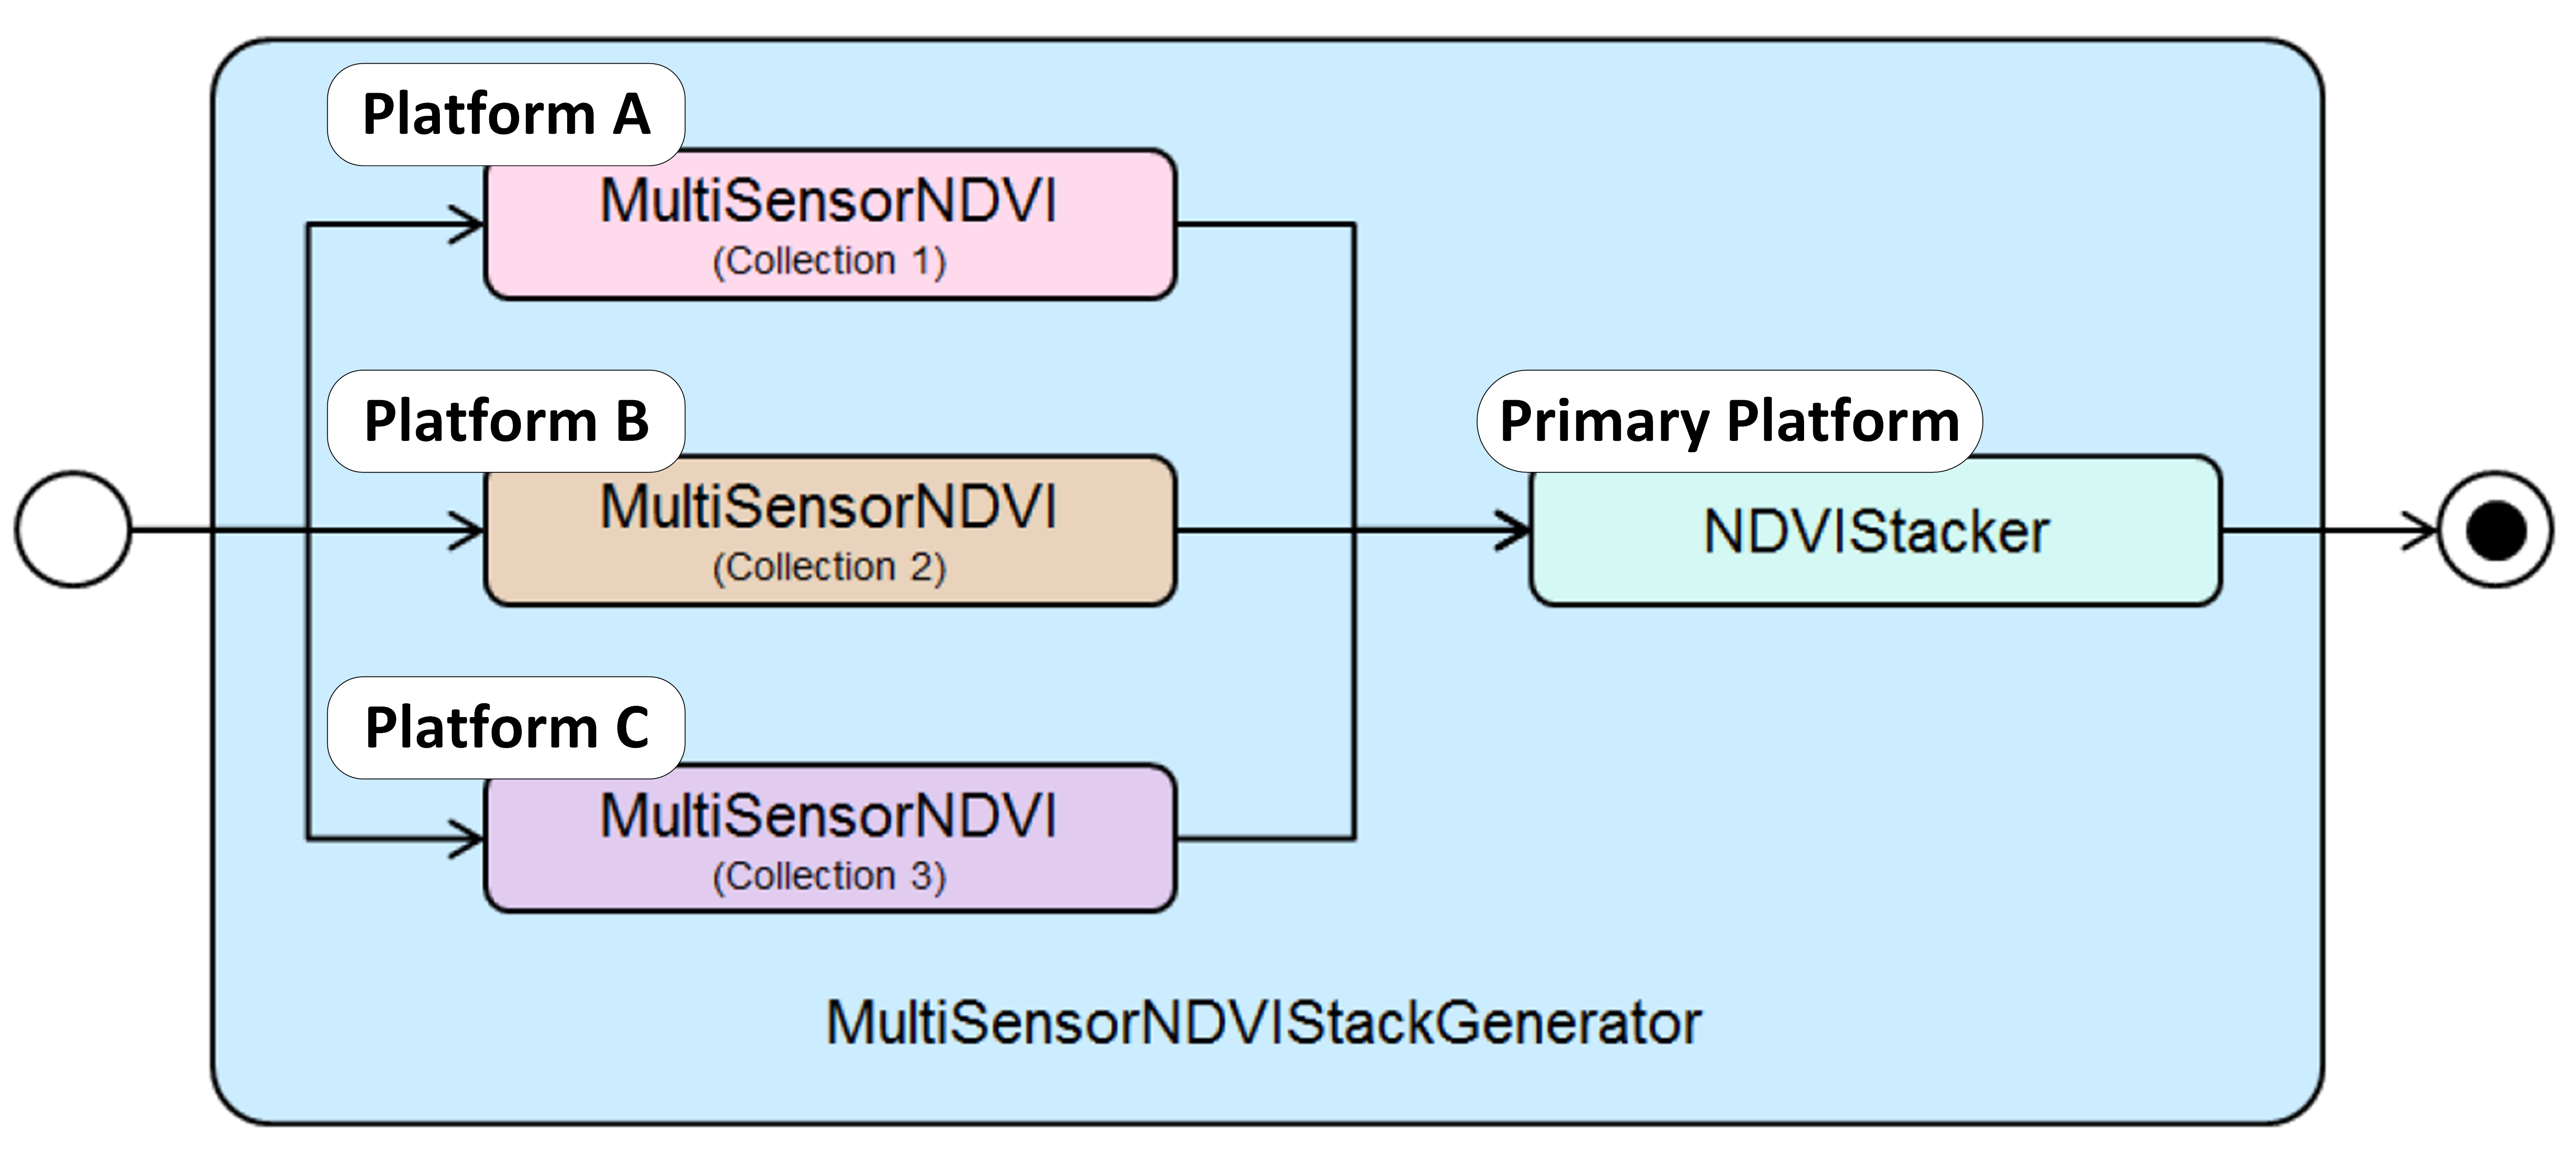 Platform A
MultiSensorNDVI
(Collection 1)
Platform B
MultiSensorNDVI
(Collection 2)
Primary Platform
NDVIStacker
Platform C
MultiSensorNDVI
(Collection 3)
MultiSensorNDVIStackGenerator